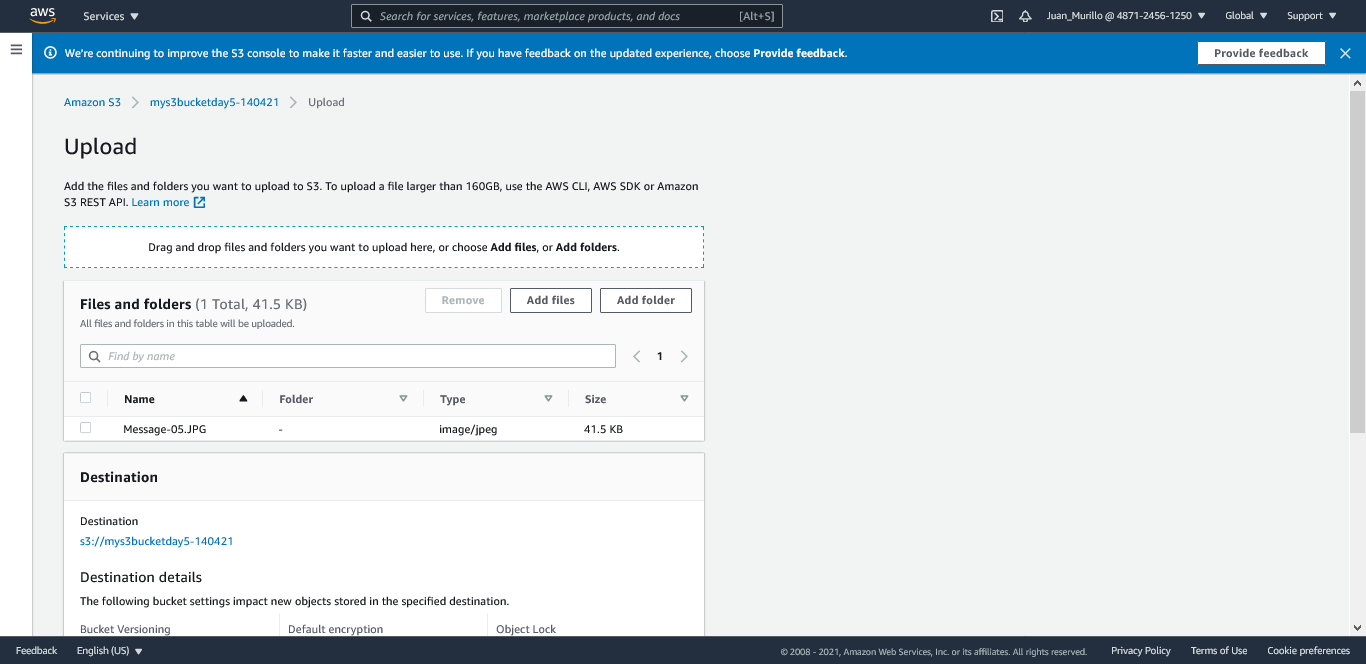 aws Services Search for services, features, marketplace products, and docs [Alt+S] Juan_Murillo @ 4871-2456-1250 Global Support
We're continuing to improve the S3 console to make it faster and easier to use. If you have feedback on the updated experience, choose Provide feedback. Provide feedback
Amazon S3 mys3bucketday5-140421 Upload
Upload
Add the files and folders you want to upload to S3. To upload a file larger than 160GB, use the AWS CLI, AWS SDK or Amazon
S3 REST API. Learn more
Drag and drop files and folders you want to upload here, or choose Add files, or Add folders.
Files and folders (1 Total, 41.5 KB) Remove Add files Add folder
All files and folders in this table will be uploaded.
Find by name 1
Name Folder Type Size
Message-05.JPG - image/jpeg 41.5 KB
Destination
Destination
s3://mys3bucketday5-140421
Destination details
The following bucket settings impact new objects stored in the specified destination.
Bucket Versioning Default encryption Object Lock
Feedback English (US) © 2008 - 2021, Amazon Web Services, Inc. or its affiliates. All rights reserved. Privacy Policy Terms of Use Cookie preferences